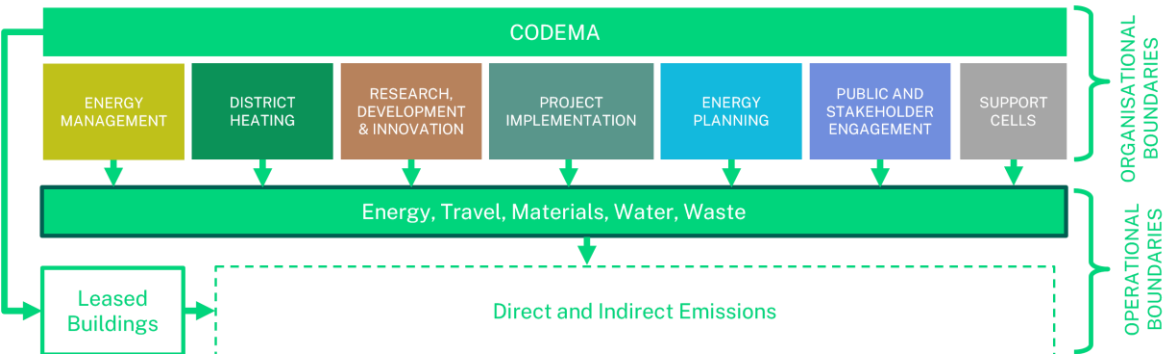 CODEMA
ENERGY
MANAGEMENT
DISTRICT
HEATING
RESEARCH,
DEVELOPMENT
& INNOVATION
PROJECT
IMPLEMENTATION
ENERGY
PLANNING
PUBLIC AND
STAKEHOLDER
ENGAGEMENT
SUPPORT
CELLS
ORGANISATIONAL
BOUNDARIES
Energy, Travel, Materials, Water, Waste
Leased
Buildings
Direct and Indirect Emissions
OPERATIONAL
BOUNDARIES